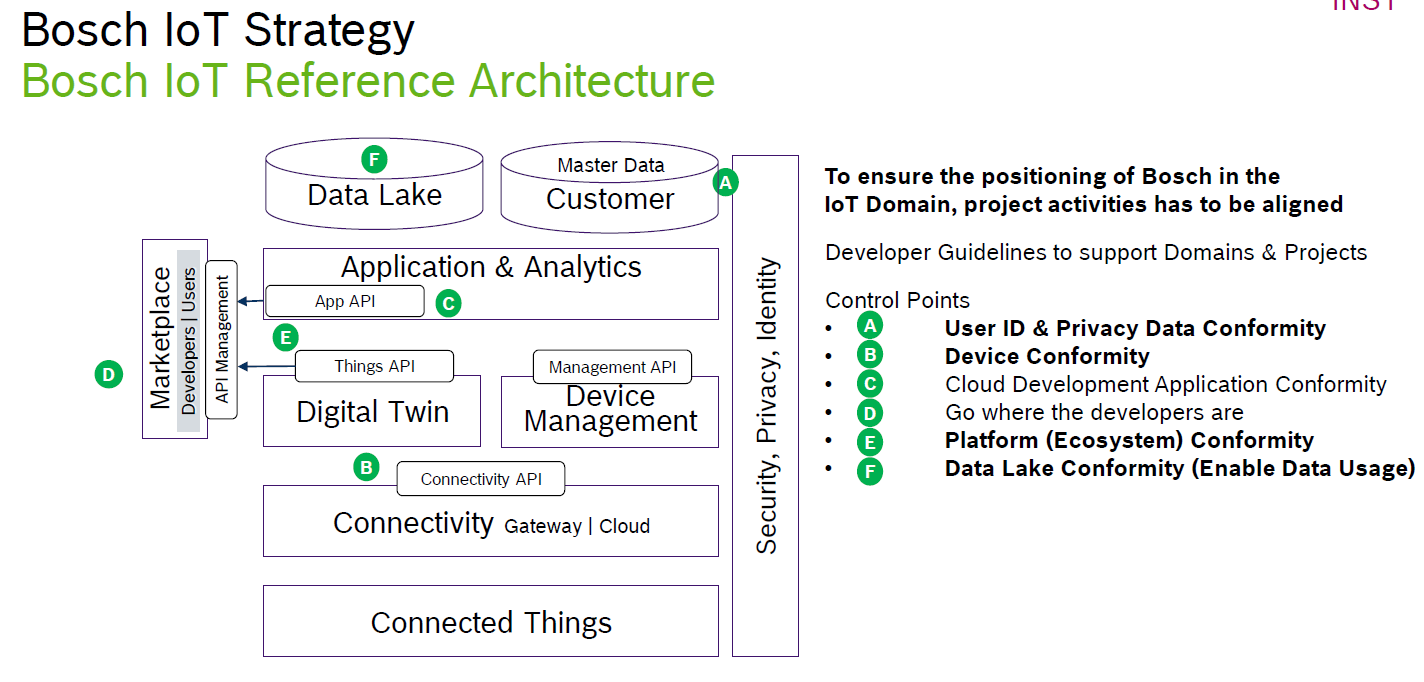 INST
Bosch IoT Strategy
Bosch IoT Reference Architecture
F
Data Lake
Master Data
Customer
A
Application & Analytics
App API
C
E
Things API
Digital Twin
Management API
Device
Management
B
Connectivity API
Connectivity Gateway | Cloud
Connected Things
D
Marketplace
Developers | Users
API Management
Security, Privacy, Identity
To ensure the positioning of Bosch in the
IoT Domain, project activities has to be aligned
Developer Guidelines to support Domains & Projects
Control Points
• A User ID & Privacy Data Conformity
• B Device Conformity
• C Cloud Development Application Conformity
• D Go where the developers are
• E Platform (Ecosystem) Conformity
• F Data Lake Conformity (Enable Data Usage)